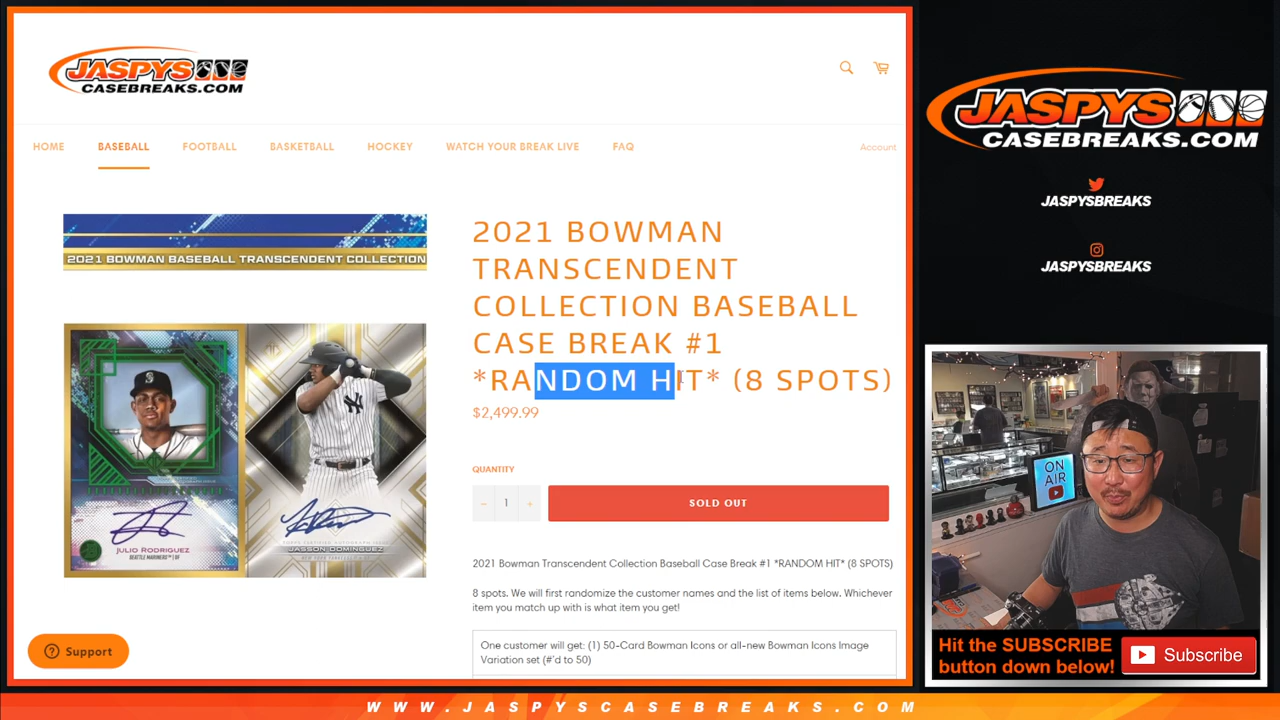 JASPYS
CASEBREAKS.COM
HOME BASEBALL FOOTBALL BASKETBALL HOCKEY WATCH YOUR BREAK LIVE FAQ Account
2021 BOWMAN BASEBALL TRANSCENDENT COLLECTION
JULIO RODRIGUEZ
SEATTLE MARINERS™ | OF
JASSON DOMINGUEZ
2021 BOWMAN
TRANSCENDENT
COLLECTION BASEBALL
CASE BREAK #1
*RANDOM HIT* (8 SPOTS)
$2,499.99
QUANTITY
− 1 +
SOLD OUT
2021 Bowman Transcendent Collection Baseball Case Break #1 *RANDOM HIT* (8 SPOTS)
8 spots. We will first randomize the customer names and the list of items below. Whichever
item you match up with is what item you get!
One customer will get: (1) 50-Card Bowman Icons or all-new Bowman Icons Image
Variation set (#'d to 50)
Support
JASPYS
CASEBREAKS.COM
JASPYSBREAKS
JASPYSBREAKS
ON
AIR
Hit the SUBSCRIBE
button down below!
Subscribe
WWW.JASPYSCASEBREAKS.COM